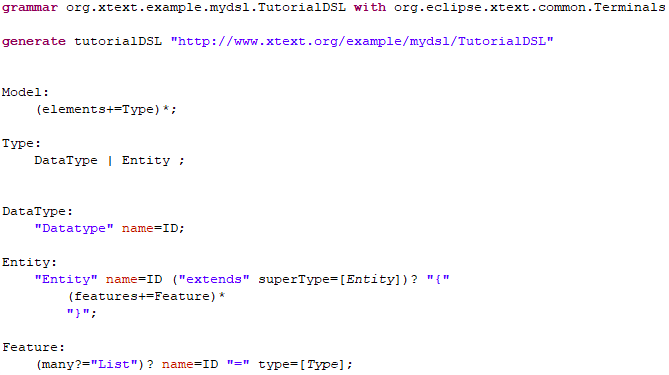 grammar org.xtext.example.mydsl.TutorialDSL with org.eclipse.xtext.common.Terminals
generate tutorialDSL "http://www.xtext.org/example/mydsl/TutorialDSL"
Model:
    (elements+=Type)*;
Type:
    DataType | Entity ;
DataType:
    "Datatype" name=ID;
Entity:
    "Entity" name=ID ("extends" superType=[Entity])? "{"
        (features+=Feature)*
        "}";
Feature:
    (many?="List")? name=ID "=" type=[Type];